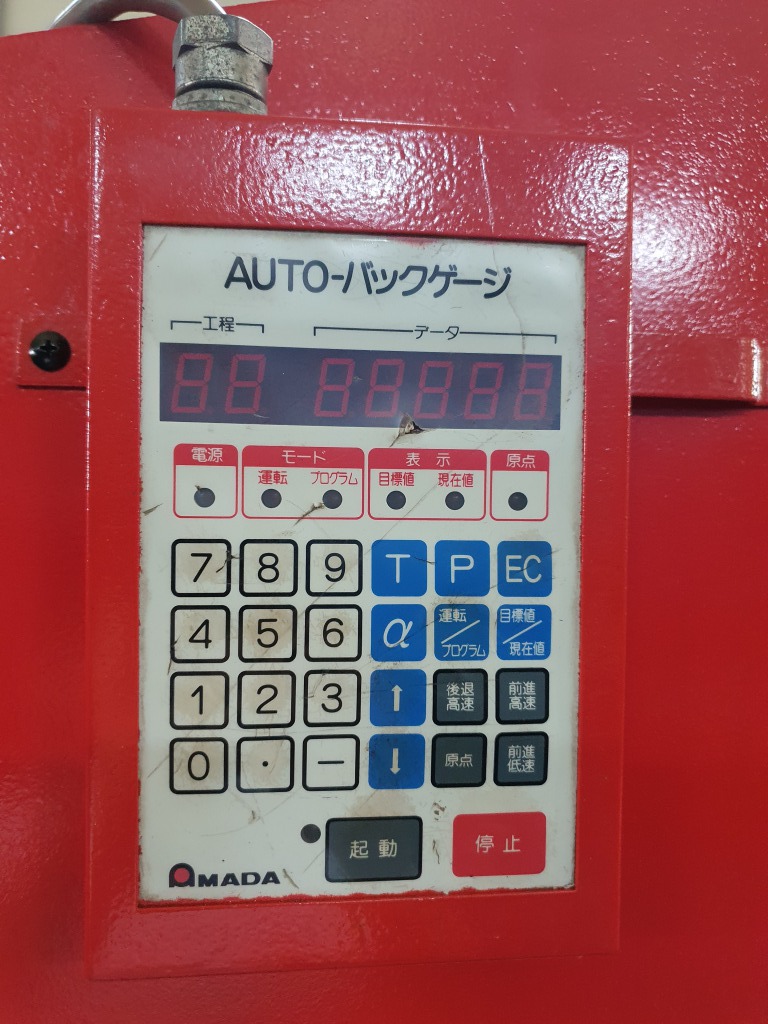 AUTO-バックゲージ
工程 データ
電源 モード 表示 原点
運転 プログラム 目標値 現在値
7 8 9 T P EC
4 5 6 α 運転/プログラム 目標値/現在値
1 2 3 ↑ 後退高速 前進高速
0 · — ↓ 原点 前進低速
起動 停止
AMADA